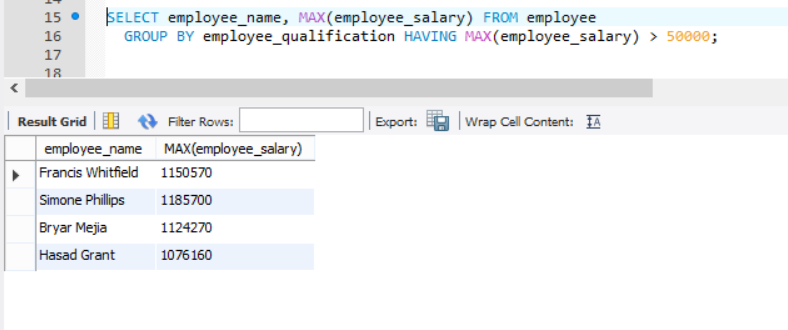 14
15 SELECT employee_name, MAX(employee_salary) FROM employee
16 GROUP BY employee_qualification HAVING MAX(employee_salary) > 50000;
17
18
Result Grid Filter Rows: Export: Wrap Cell Content: IA
employee_name MAX(employee_salary)
Francis Whitfield 1150570
Simone Phillips 1185700
Bryar Mejia 1124270
Hasad Grant 1076160